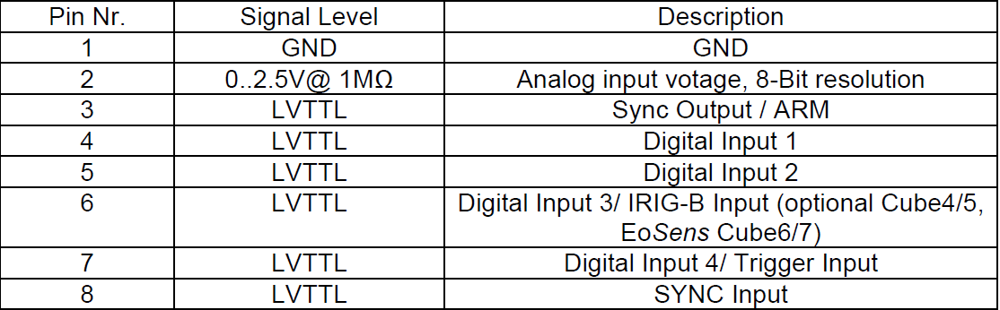 Pin Nr. Signal Level Description
1 GND GND
2 0..2.5V@ 1MΩ Analog input votage, 8-Bit resolution
3 LVTTL Sync Output / ARM
4 LVTTL Digital Input 1
5 LVTTL Digital Input 2
6 LVTTL Digital Input 3/ IRIG-B Input (optional Cube4/5,
EoSens Cube6/7)
7 LVTTL Digital Input 4/ Trigger Input
8 LVTTL SYNC Input